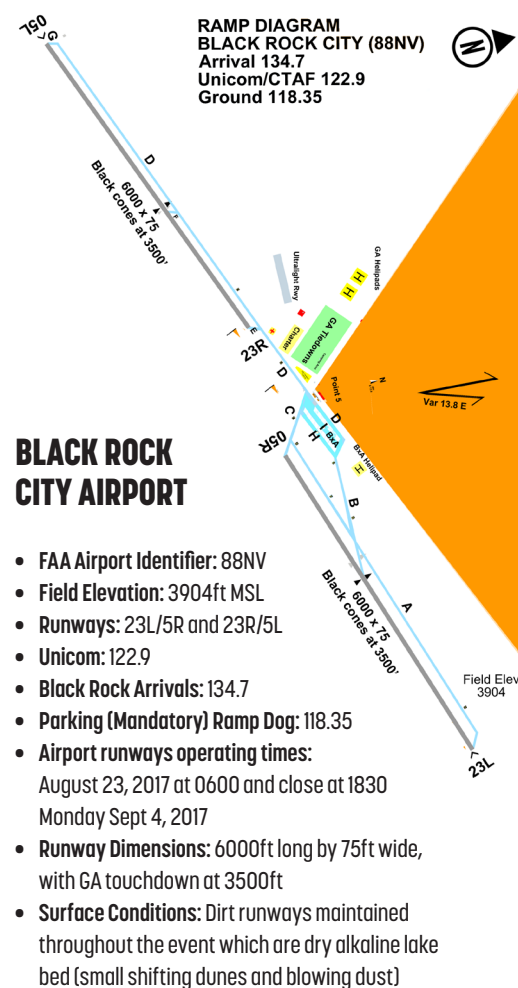 RAMP DIAGRAM
BLACK ROCK CITY (88NV)
Arrival 134.7
Unicom/CTAF 122.9
Ground 118.35
N
05L
G
D
6000 x 75
Black cones at 3500'
F
E
23R
Ultralight Rwy
GA Helipads
H
H
H
GA Tiedowns
Charter
D
Point 5
N
Var 13.8 E
C
D
I
H
BxA
05R
BxA Helipad
H
B
A
6000 x 75
Black cones at 3500'
Field Elev
3904
23L
BLACK ROCK
CITY AIRPORT
• FAA Airport Identifier: 88NV
• Field Elevation: 3904ft MSL
• Runways: 23L/5R and 23R/5L
• Unicom: 122.9
• Black Rock Arrivals: 134.7
• Parking (Mandatory) Ramp Dog: 118.35
• Airport runways operating times:
August 23, 2017 at 0600 and close at 1830
Monday Sept 4, 2017
• Runway Dimensions: 6000ft long by 75ft wide,
with GA touchdown at 3500ft
• Surface Conditions: Dirt runways maintained
throughout the event which are dry alkaline lake
bed (small shifting dunes and blowing dust)